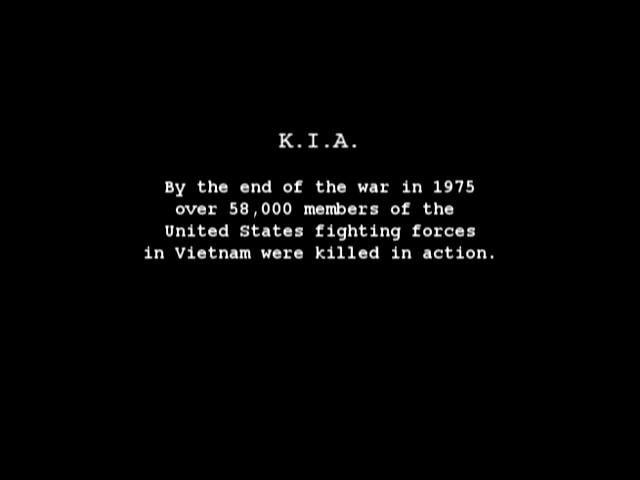 K.I.A.
By the end of the war in 1975
over 58,000 members of the
United States fighting forces
in Vietnam were killed in action.